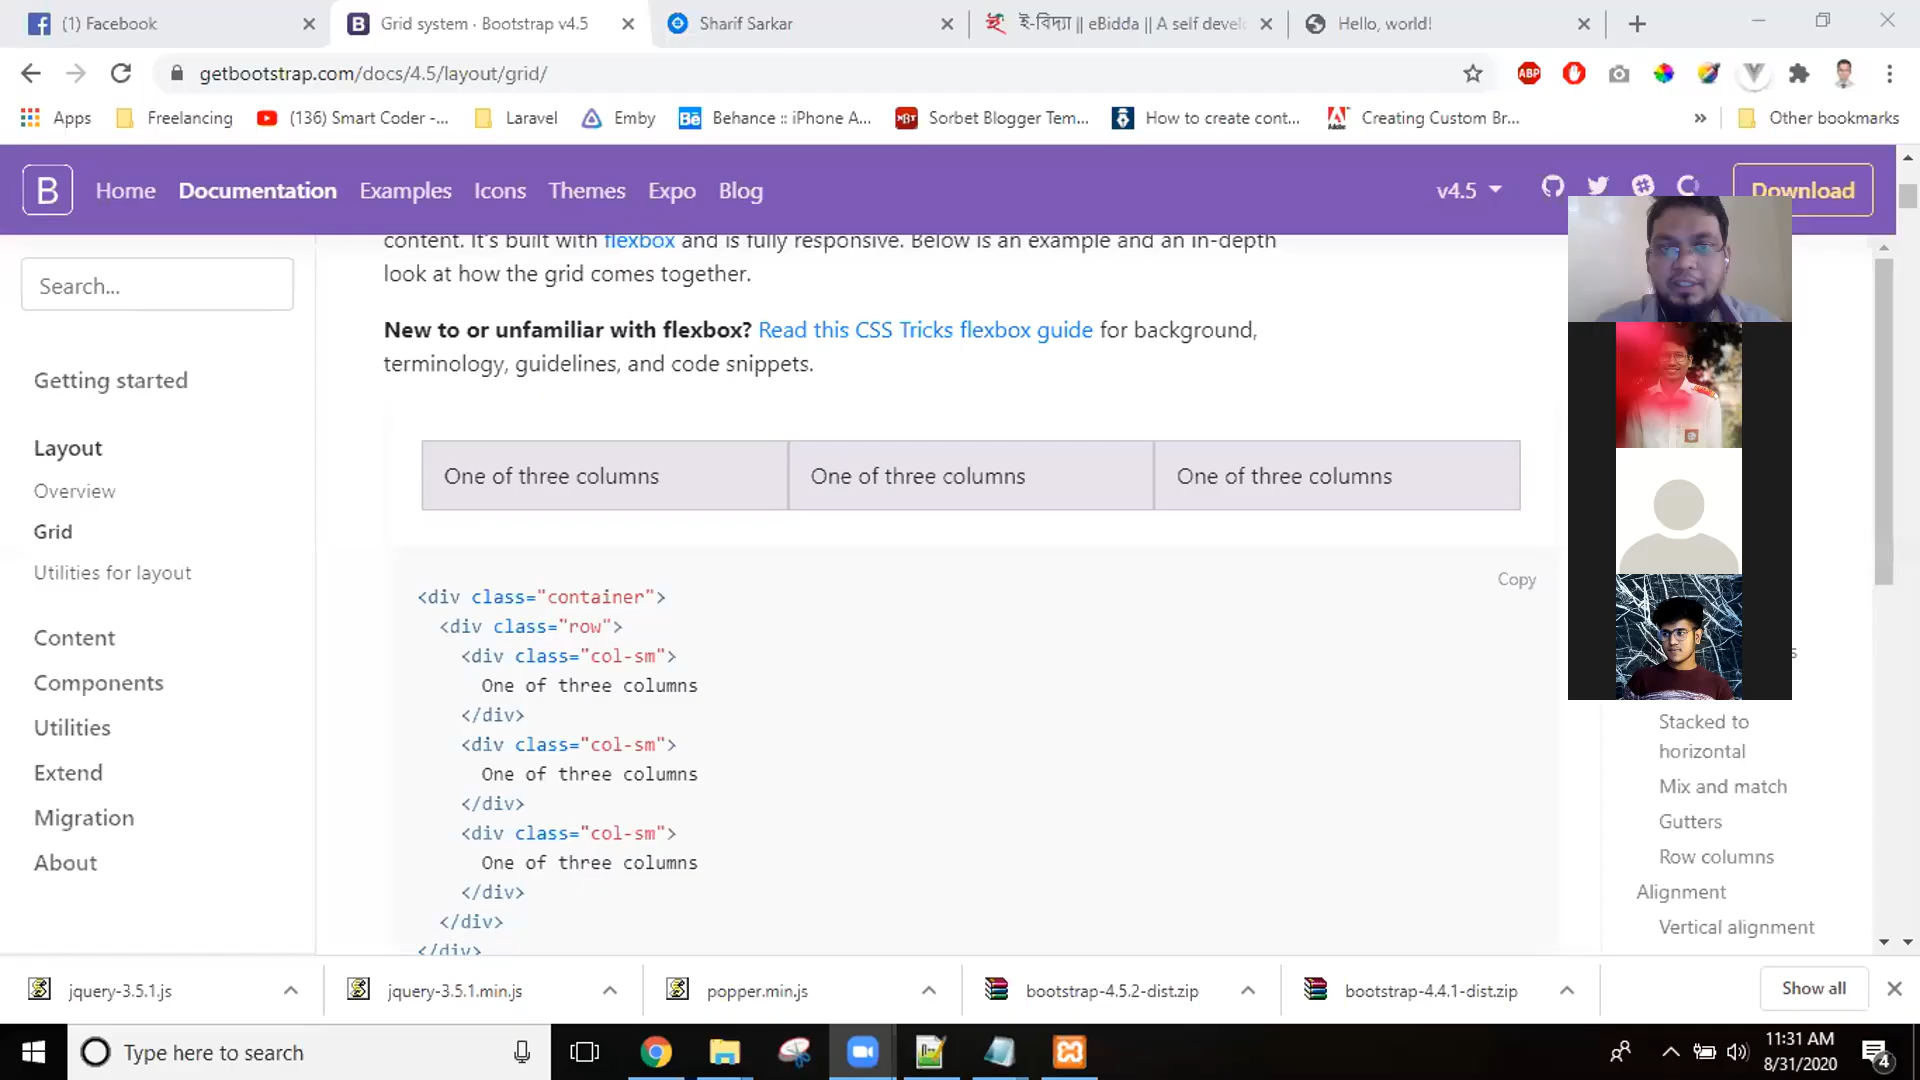 (1) Facebook
Grid system · Bootstrap v4.5
Sharif Sarkar
ই-বিদ্যা || eBidda || A self devel
Hello, world!
getbootstrap.com/docs/4.5/layout/grid/
ABP
Apps
Freelancing
(136) Smart Coder -...
Laravel
Emby
Bē
Behance :: iPhone A...
Sorbet Blogger Tem...
How to create cont...
Creating Custom Br...
»
Other bookmarks
B
Home
Documentation
Examples
Icons
Themes
Expo
Blog
v4.5
Download
Search...
Getting started
Layout
Overview
Grid
Utilities for layout
Content
Components
Utilities
Extend
Migration
About
content. It's built with flexbox and is fully responsive. Below is an example and an in-depth
look at how the grid comes together.
New to or unfamiliar with flexbox? Read this CSS Tricks flexbox guide for background,
terminology, guidelines, and code snippets.
One of three columns
One of three columns
One of three columns
Copy
<div class="container">
<div class="row">
<div class="col-sm">
One of three columns
</div>
<div class="col-sm">
One of three columns
</div>
<div class="col-sm">
One of three columns
</div>
</div>
</div>
s
Stacked to
horizontal
Mix and match
Gutters
Row columns
Alignment
Vertical alignment
jquery-3.5.1.js
jquery-3.5.1.min.js
popper.min.js
bootstrap-4.5.2-dist.zip
bootstrap-4.4.1-dist.zip
Show all
Type here to search
11:31 AM
8/31/2020
4